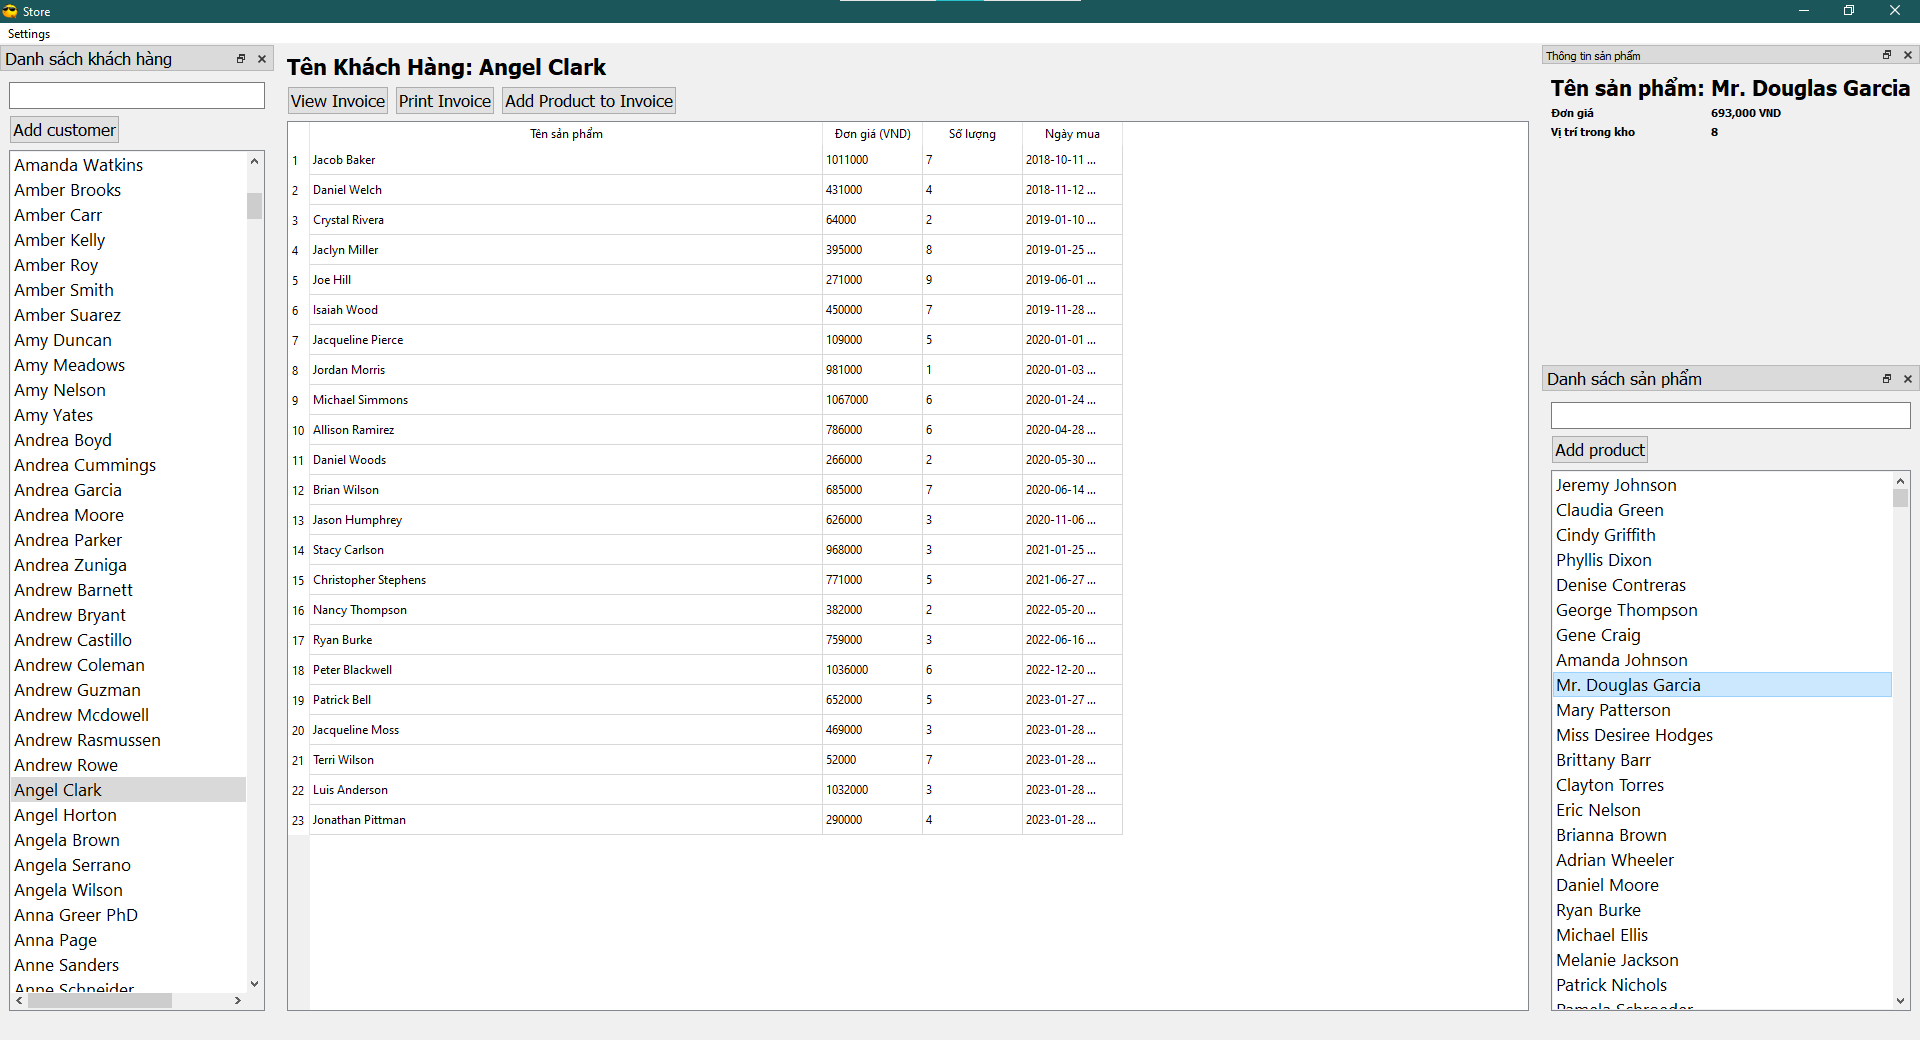 Store
Settings
Danh sách khách hàng
Add customer
Amanda Watkins
Amber Brooks
Amber Carr
Amber Kelly
Amber Roy
Amber Smith
Amber Suarez
Amy Duncan
Amy Meadows
Amy Nelson
Amy Yates
Andrea Boyd
Andrea Cummings
Andrea Garcia
Andrea Moore
Andrea Parker
Andrea Zuniga
Andrew Barnett
Andrew Bryant
Andrew Castillo
Andrew Coleman
Andrew Guzman
Andrew Mcdowell
Andrew Rasmussen
Andrew Rowe
Angel Clark
Angel Horton
Angela Brown
Angela Serrano
Angela Wilson
Anna Greer PhD
Anna Page
Anne Sanders
Anne Schneider
Tên Khách Hàng: Angel Clark
View Invoice Print Invoice Add Product to Invoice
Tên sản phẩm Đơn giá (VND) Số lượng Ngày mua
1 Jacob Baker 1011000 7 2018-10-11 ...
2 Daniel Welch 431000 4 2018-11-12 ...
3 Crystal Rivera 64000 2 2019-01-10 ...
4 Jaclyn Miller 395000 8 2019-01-25 ...
5 Joe Hill 271000 9 2019-06-01 ...
6 Isaiah Wood 450000 7 2019-11-28 ...
7 Jacqueline Pierce 109000 5 2020-01-01 ...
8 Jordan Morris 981000 1 2020-01-03 ...
9 Michael Simmons 1067000 6 2020-01-24 ...
10 Allison Ramirez 786000 6 2020-04-28 ...
11 Daniel Woods 266000 2 2020-05-30 ...
12 Brian Wilson 685000 7 2020-06-14 ...
13 Jason Humphrey 626000 3 2020-11-06 ...
14 Stacy Carlson 968000 3 2021-01-25 ...
15 Christopher Stephens 771000 5 2021-06-27 ...
16 Nancy Thompson 382000 2 2022-05-20 ...
17 Ryan Burke 759000 3 2022-06-16 ...
18 Peter Blackwell 1036000 6 2022-12-20 ...
19 Patrick Bell 652000 5 2023-01-27 ...
20 Jacqueline Moss 469000 3 2023-01-28 ...
21 Terri Wilson 52000 7 2023-01-28 ...
22 Luis Anderson 1032000 3 2023-01-28 ...
23 Jonathan Pittman 290000 4 2023-01-28 ...
Thông tin sản phẩm
Tên sản phẩm: Mr. Douglas Garcia
Đơn giá 693,000 VND
Vị trí trong kho 8
Danh sách sản phẩm
Add product
Jeremy Johnson
Claudia Green
Cindy Griffith
Phyllis Dixon
Denise Contreras
George Thompson
Gene Craig
Amanda Johnson
Mr. Douglas Garcia
Mary Patterson
Miss Desiree Hodges
Brittany Barr
Clayton Torres
Eric Nelson
Brianna Brown
Adrian Wheeler
Daniel Moore
Ryan Burke
Michael Ellis
Melanie Jackson
Patrick Nichols
Pamela Schroeder